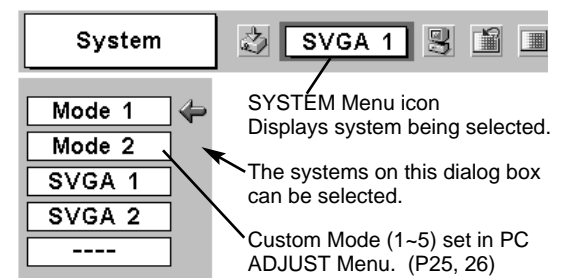 System
SVGA 1
SYSTEM Menu icon
Displays system being selected.
Mode 1
Mode 2
SVGA 1
SVGA 2
----
The systems on this dialog box
can be selected.
Custom Mode (1~5) set in PC
ADJUST Menu.  (P25, 26)